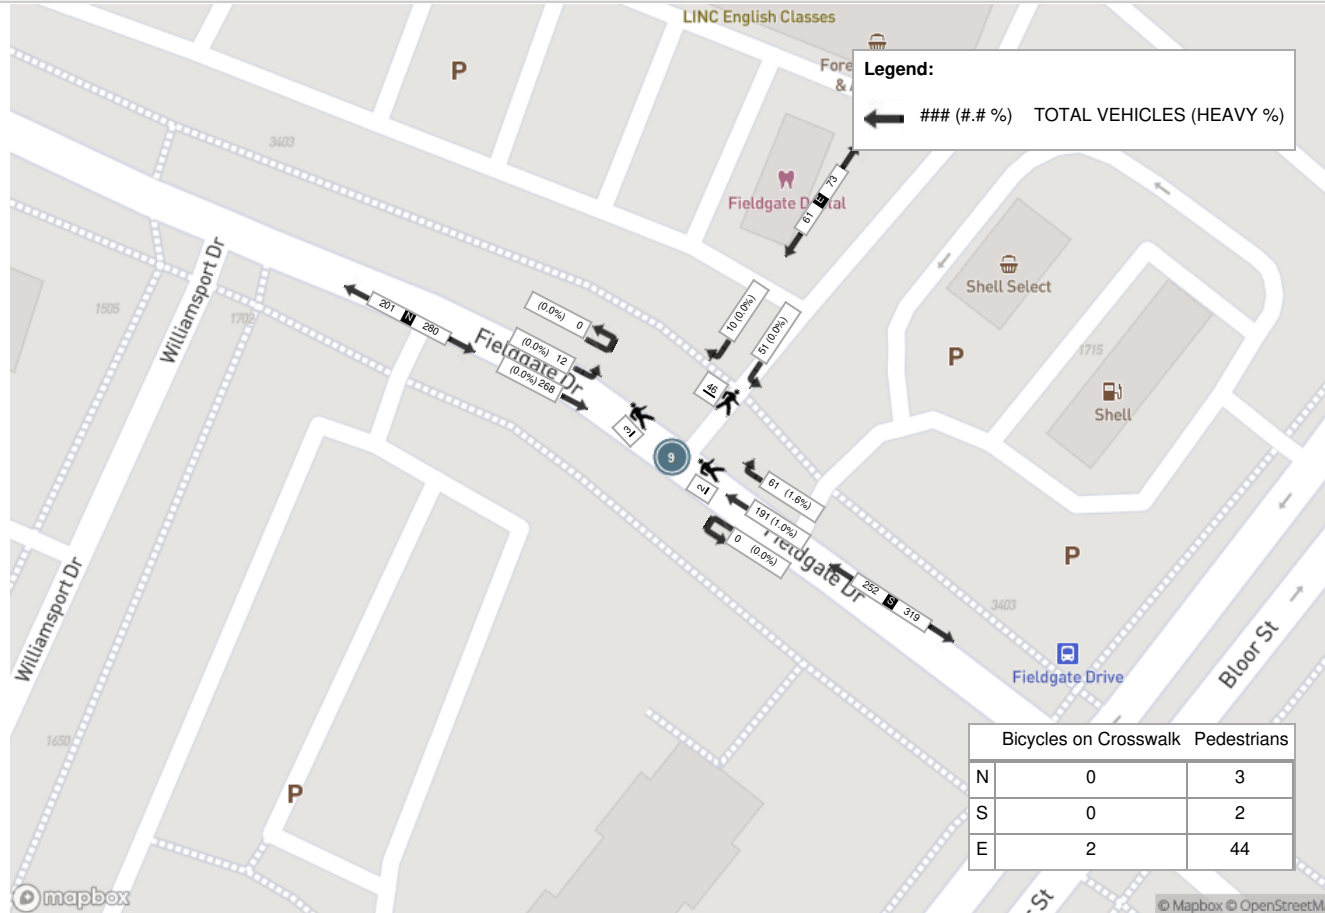 LINC English Classes
Fore
& A
Legend:
### (#.# %) TOTAL VEHICLES (HEAVY %)
P
3403
Fieldgate D tal
73
E
61
Williamsport Dr
1505
1702
201 N 280
(0.0%) 0
(0.0%) 12
(0.0%) 268
Fieldgate Dr
10 (0.0%)
51 (0.0%)
Shell Select
P
1715
Shell
46
3
9
2
61 (1.6%)
191 (1.0%)
0 (0.0%)
Fieldgate Dr
252 S 319
P
3403
Fieldgate Drive
Bloor St
Williamsport Dr
1650
P
Bicycles on Crosswalk Pedestrians
N 0 3
S 0 2
E 2 44
St
mapbox
© Mapbox © OpenStreetM